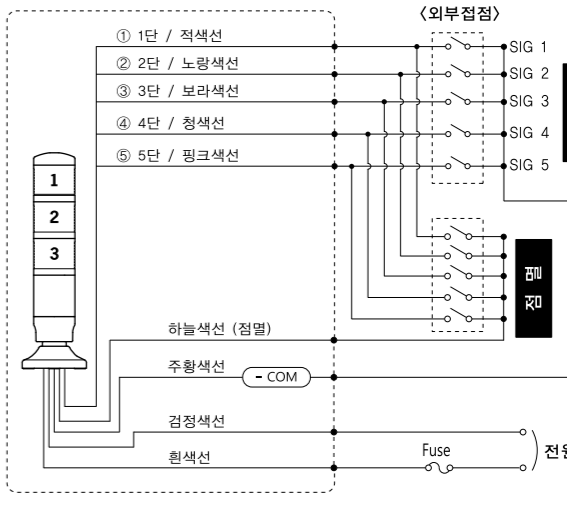 〈외부접점〉
① 1단 / 적색선
SIG 1
② 2단 / 노랑색선
SIG 2
③ 3단 / 보라색선
SIG 3
④ 4단 / 청색선
SIG 4
⑤ 5단 / 핑크색선
SIG 5
1
2
3
점멸
하늘색선 (점멸)
주황색선
- COM
검정색선
흰색선
Fuse